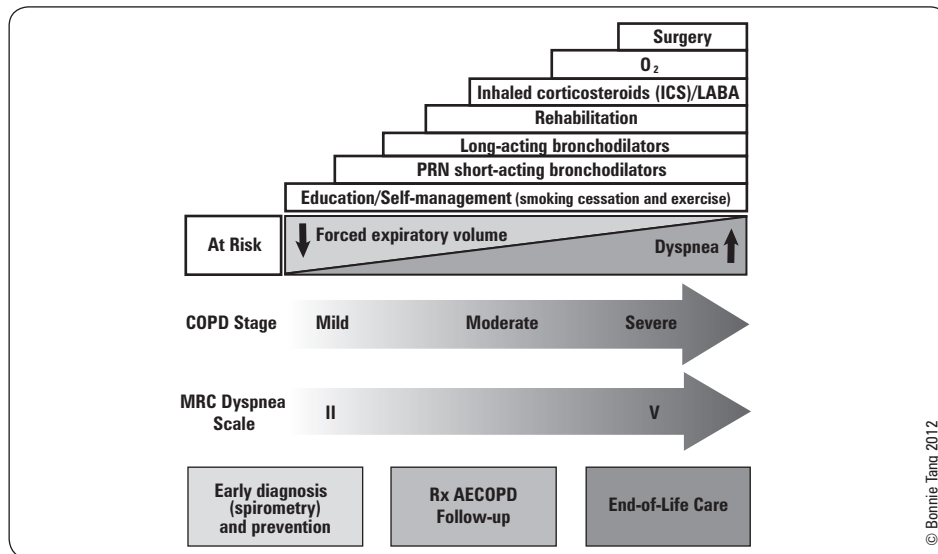 Surgery
O₂
Inhaled corticosteroids (ICS)/LABA
Rehabilitation
Long-acting bronchodilators
PRN short-acting bronchodilators
Education/Self-management (smoking cessation and exercise)
At Risk
Forced expiratory volume
Dyspnea
COPD Stage
Mild
Moderate
Severe
MRC Dyspnea
Scale
II
V
Early diagnosis
(spirometry)
and prevention
Rx AECOPD
Follow-up
End-of-Life Care
© Bonnie Tang 2012